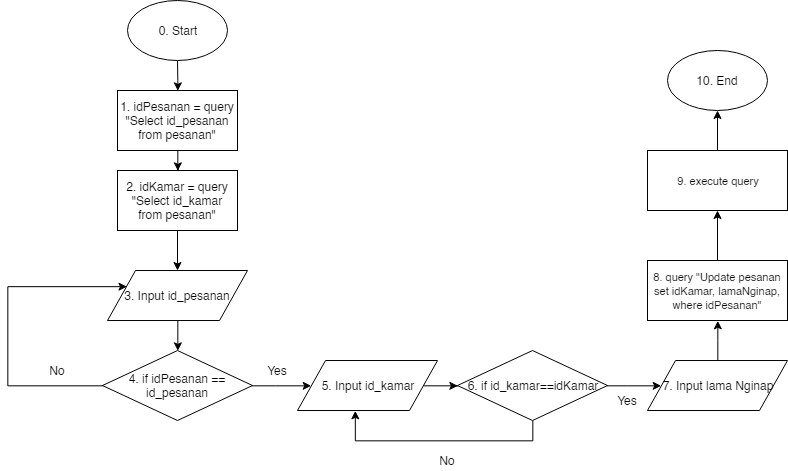 0. Start
1. idPesanan = query
"Select id_pesanan
from pesanan"
2. idKamar = query
"Select id_kamar
from pesanan"
3. Input id_pesanan
4. if idPesanan ==
id_pesanan
No
Yes
5. Input id_kamar
6. if id_kamar==idKamar
No
Yes
7. Input lama Nginap
8. query "Update pesanan
set idKamar, lamaNginap,
where idPesanan"
9. execute query
10. End